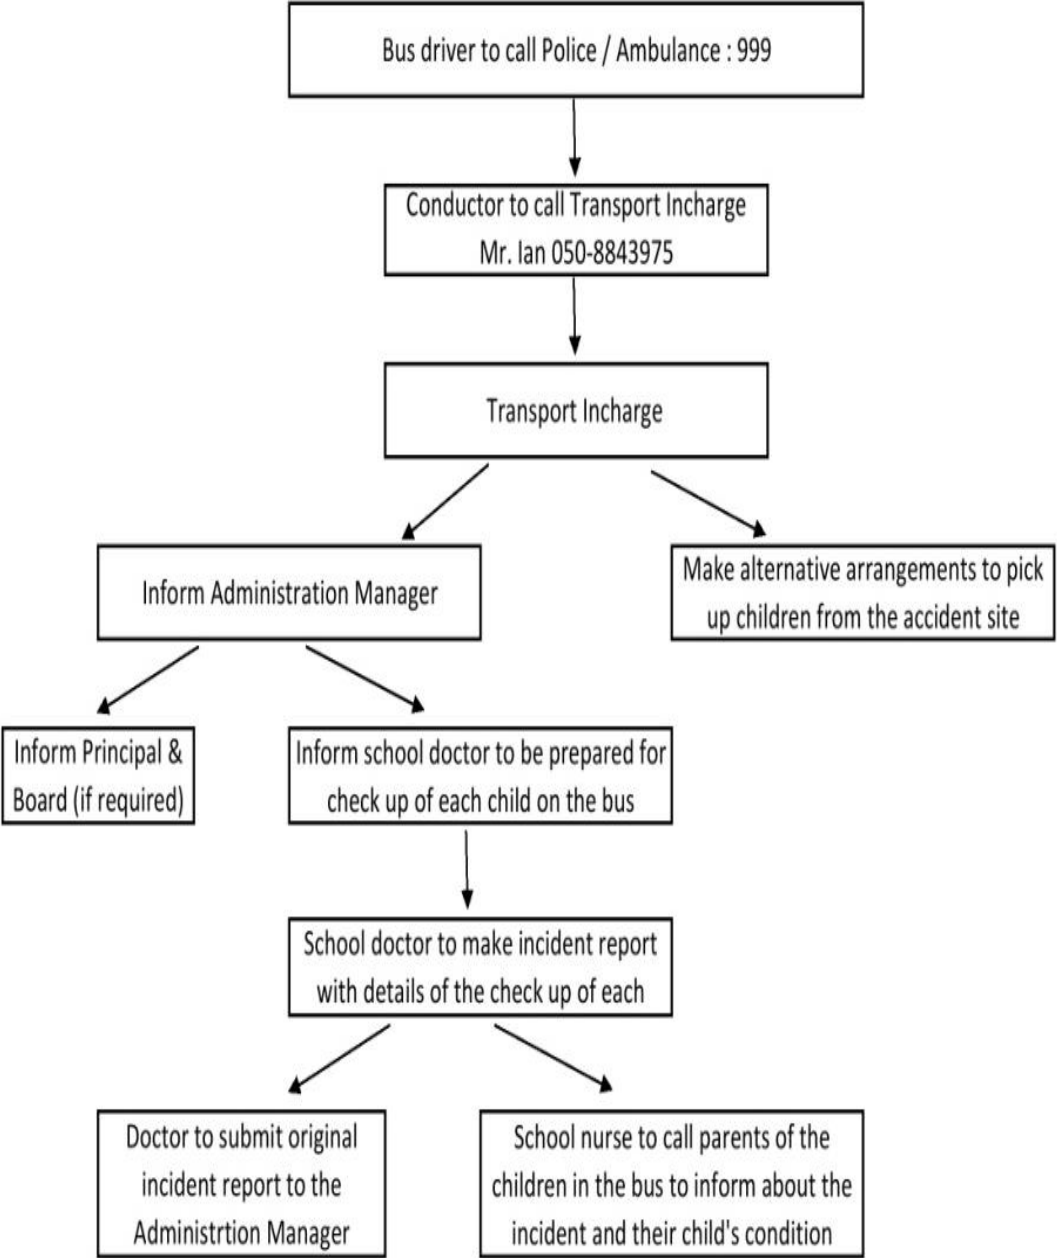 Bus driver to call Police / Ambulance : 999
Conductor to call Transport Incharge
Mr. Ian 050-8843975
Transport Incharge
Inform Administration Manager
Make alternative arrangements to pick
up children from the accident site
Inform Principal &
Board (if required)
Inform school doctor to be prepared for
check up of each child on the bus
School doctor to make incident report
with details of the check up of each
Doctor to submit original
incident report to the
Administrtion Manager
School nurse to call parents of the
children in the bus to inform about the
incident and their child's condition